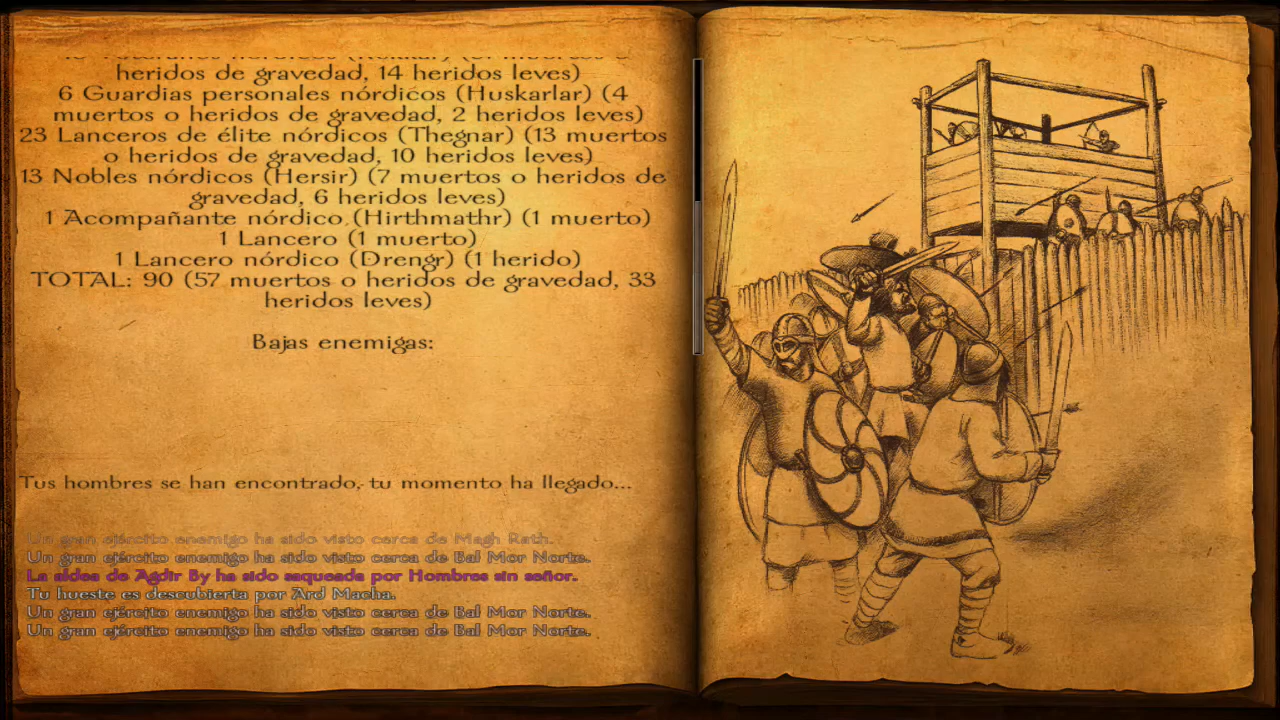 heridos de gravedad, 14 heridos leves)
6 Guardias personales nórdicos (Huskarlar) (4
muertos o heridos de gravedad, 2 heridos leves)
23 Lanceros de élite nórdicos (Thegnar) (13 muertos
o heridos de gravedad, 10 heridos leves)
13 Nobles nórdicos (Hersir) (7 muertos o heridos de
gravedad, 6 heridos leves)
1 Acompañante nórdico (Hirthmathr) (1 muerto)
1 Lancero (1 muerto)
1 Lancero nórdico (Drengr) (1 herido)
TOTAL: 90 (57 muertos o heridos de gravedad, 33
heridos leves)
Bajas enemigas:
Tus hombres se han encontrado, tu momento ha llegado...
Un gran ejército enemigo ha sido visto cerca de Magh Rath.
Un gran ejército enemigo ha sido visto cerca de Bal Mor Norte.
La aldea de Agdir By ha sido saqueada por Hombres sin señor.
Tu hueste es descubierta por Ard Macha.
Un gran ejército enemigo ha sido visto cerca de Bal Mor Norte.
Un gran ejército enemigo ha sido visto cerca de Bal Mor Norte.